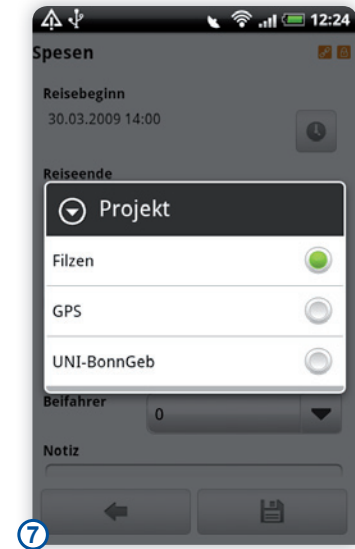 12:24
Spesen
Reisebeginn
30.03.2009 14:00
Reiseende
Projekt
Filzen
GPS
UNI-BonnGeb
Beifahrer
0
Notiz
7